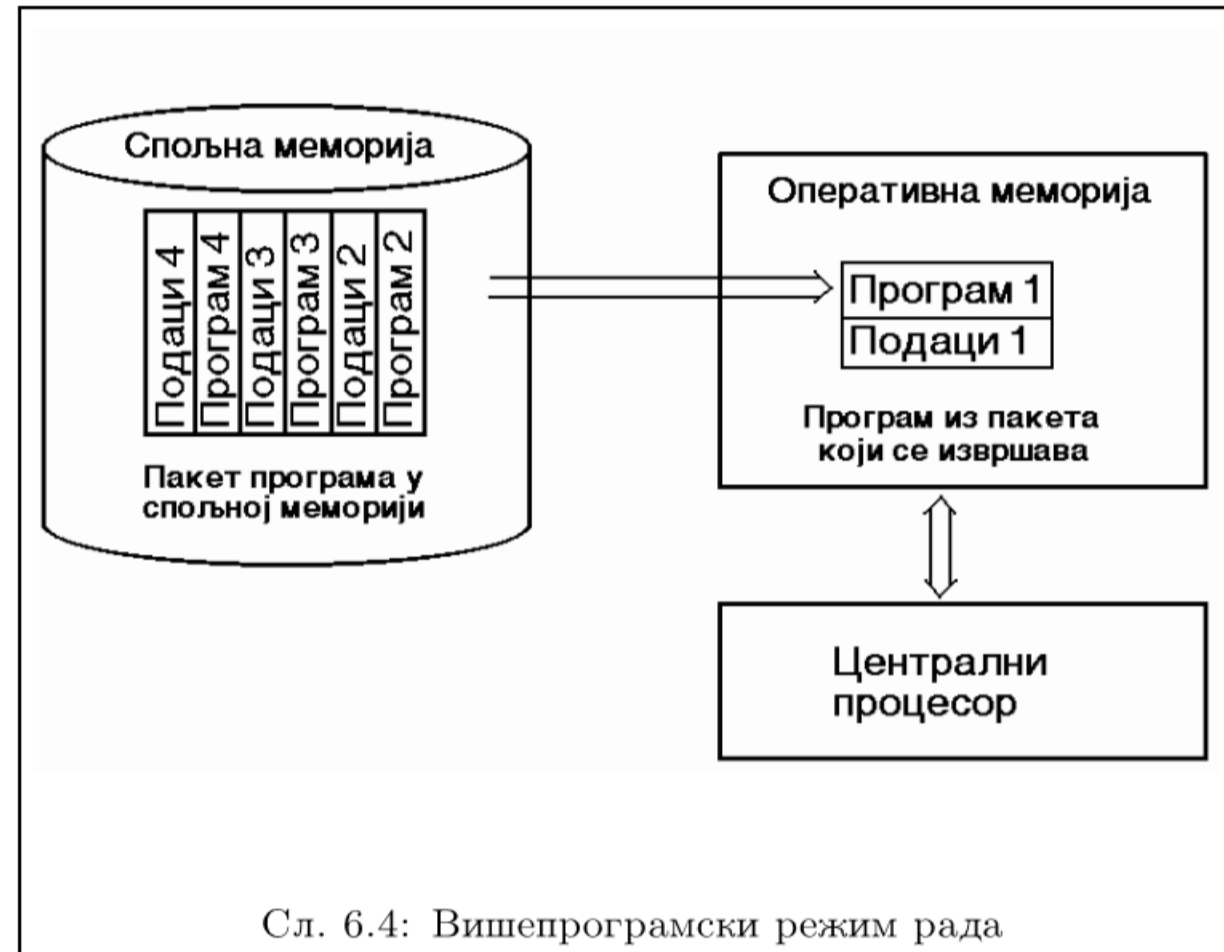 Спољна меморија
Подаци 4
Програм 4
Подаци 3
Програм 3
Подаци 2
Програм 2
Пакет програма у
спољној меморији
Оперативна меморија
Програм 1
Подаци 1
Програм из пакета
који се извршава
Централни
процесор
Сл. 6.4: Вишепрограмски режим рада